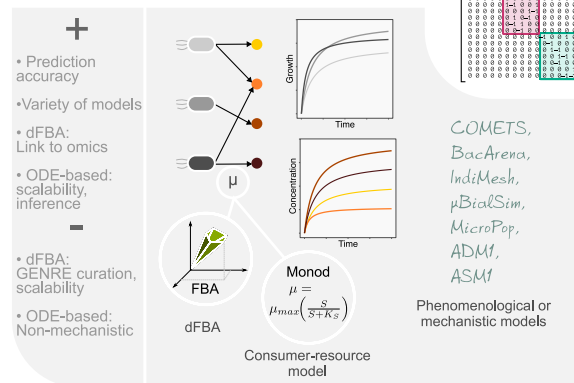 +
• Prediction
accuracy
•Variety of models
• dFBA:
Link to omics
• ODE-based:
scalability,
inference
-
• dFBA:
GENRE curation,
scalability
• ODE-based:
Non-mechanistic
μ
FBA
dFBA
Growth
Time
Concentration
Time
Monod
μ =
μmax(S/(S+KS))
Consumer-resource
model
COMETS,
BacArena,
IndiMesh,
μBialSim,
MicroPop,
ADM1,
ASM1
Phenomenological or
mechanistic models